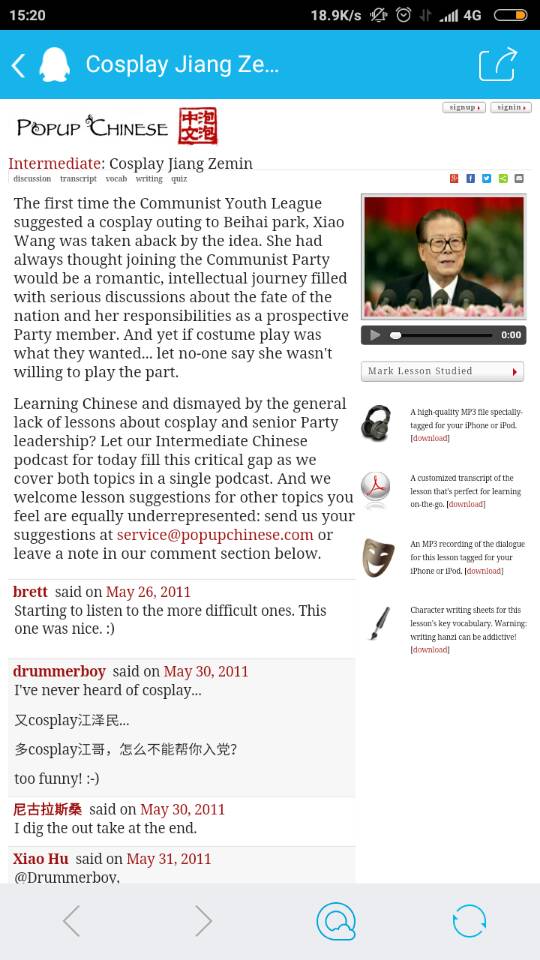 15:20
18.9K/s
4G
Cosplay Jiang Ze...
signup
signin
POPUP CHINESE
中泡
文泡
Intermediate: Cosplay Jiang Zemin
discussion transcript vocab writing quiz
The first time the Communist Youth League
suggested a cosplay outing to Beihai park, Xiao
Wang was taken aback by the idea. She had
always thought joining the Communist Party
would be a romantic, intellectual journey filled
with serious discussions about the fate of the
nation and her responsibilities as a prospective
Party member. And yet if costume play was
what they wanted... let no-one say she wasn't
willing to play the part.
Learning Chinese and dismayed by the general
lack of lessons about cosplay and senior Party
leadership? Let our Intermediate Chinese
podcast for today fill this critical gap as we
cover both topics in a single podcast. And we
welcome lesson suggestions for other topics you
feel are equally underrepresented: send us your
suggestions at service@popupchinese.com or
leave a note in our comment section below.
0:00
Mark Lesson Studied
A high-quality MP3 file specially-
tagged for your iPhone or iPod.
[download]
A customized transcript of the
lesson that's perfect for learning
on-the-go. [download]
An MP3 recording of the dialogue
for this lesson tagged for your
iPhone or iPod. [download]
Character writing sheets for this
lesson's key vocabulary. Warning:
writing hanzi can be addictive!
[download]
brett said on May 26, 2011
Starting to listen to the more difficult ones. This
one was nice. :)
drummerboy said on May 30, 2011
I've never heard of cosplay...
又cosplay江泽民...
多cosplay江哥，怎么不能帮你入党？
too funny! :-)
尼古拉斯桑 said on May 30, 2011
I dig the out take at the end.
Xiao Hu said on May 31, 2011
@Drummerboy,